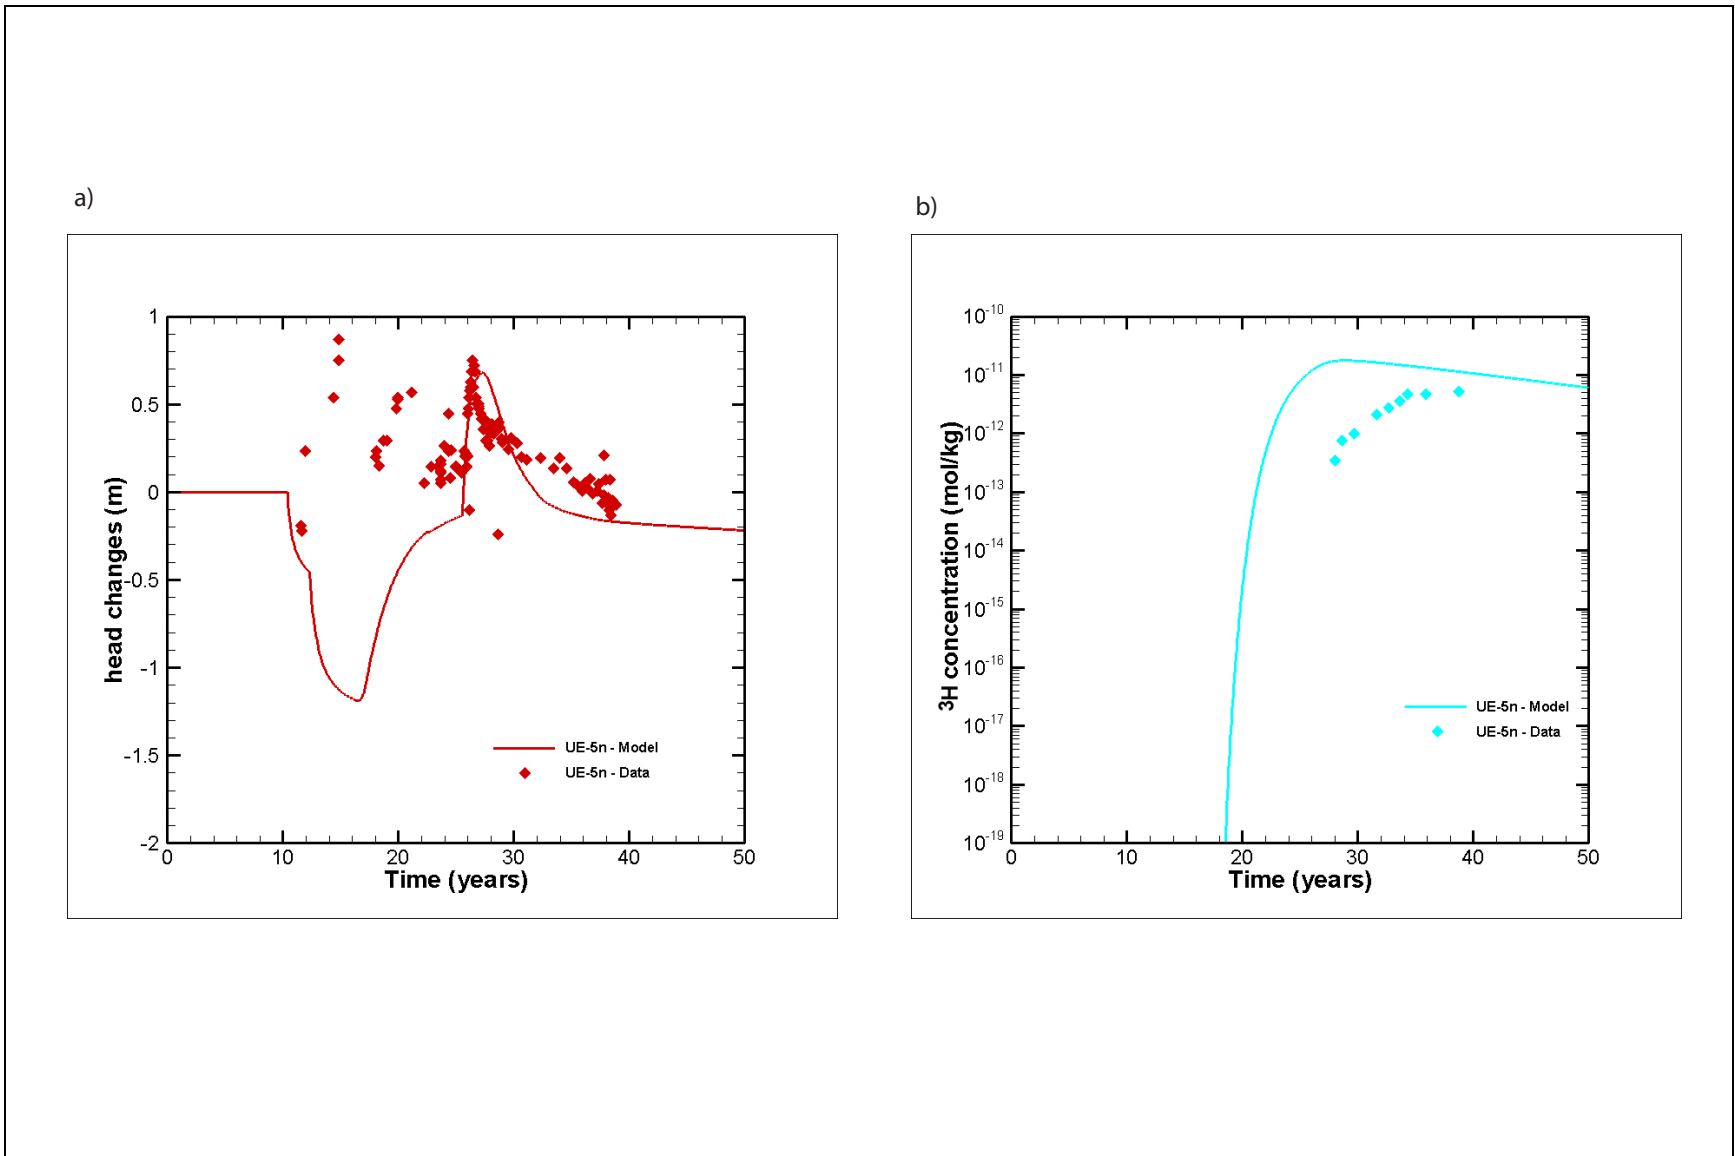 a)
1
0.5
0
-0.5
-1
-1.5
-2
head changes (m)
0 10 20 30 40 50
Time (years)
UE-5n - Model
UE-5n - Data
b)
10⁻¹⁰
10⁻¹¹
10⁻¹²
10⁻¹³
10⁻¹⁴
10⁻¹⁵
10⁻¹⁶
10⁻¹⁷
10⁻¹⁸
10⁻¹⁹
³H concentration (mol/kg)
0 10 20 30 40 50
Time (years)
UE-5n - Model
UE-5n - Data